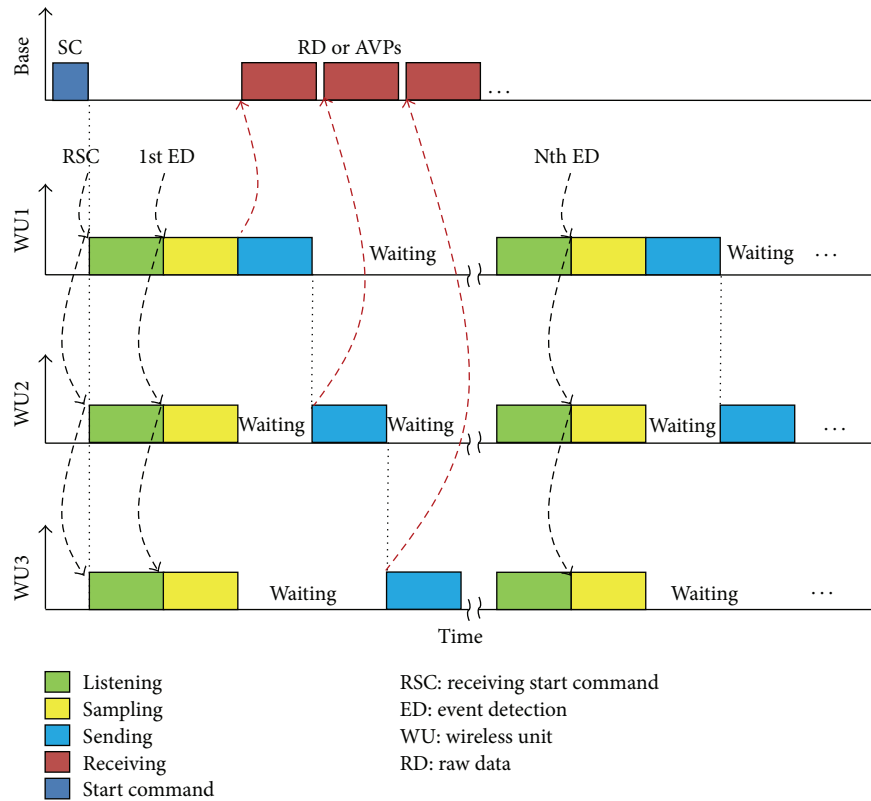 Base
SC
RD or AVPs
...
RSC
1st ED
Nth ED
WU1
Waiting
Waiting
...
WU2
Waiting
Waiting
Waiting
...
WU3
Waiting
Waiting
...
Time
Listening
Sampling
Sending
Receiving
Start command
RSC: receiving start command
ED: event detection
WU: wireless unit
RD: raw data